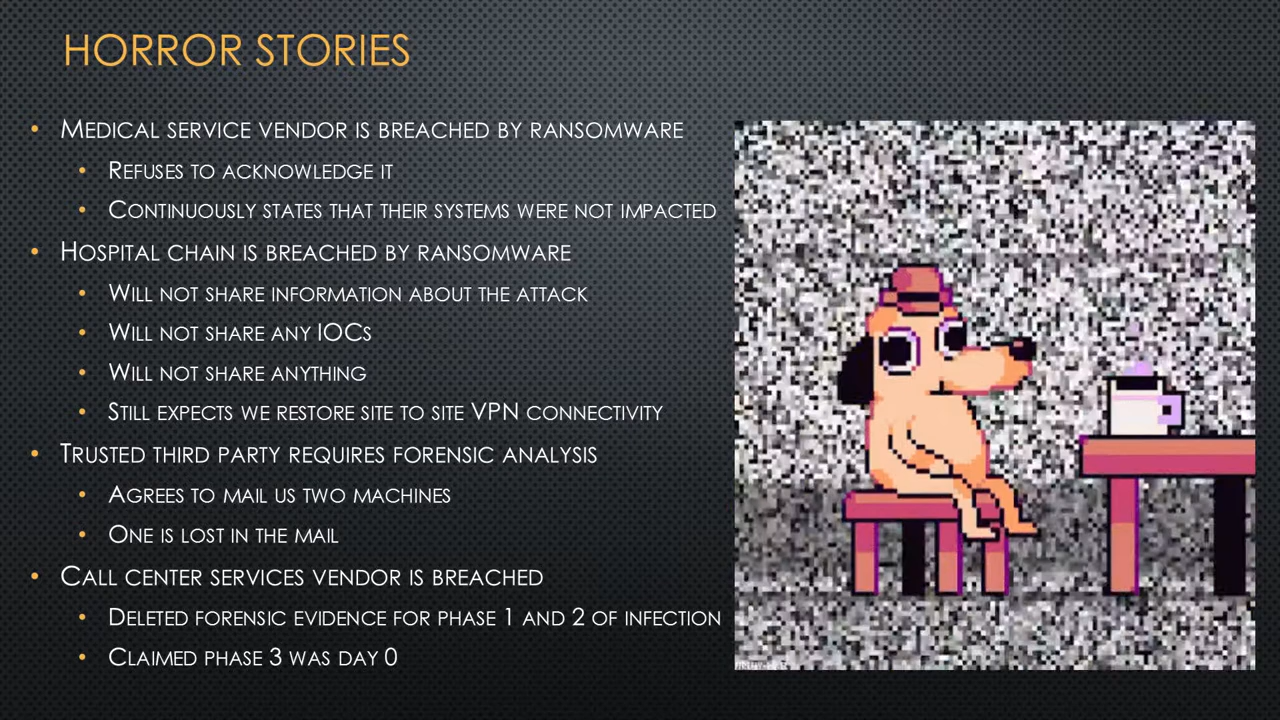 HORROR STORIES
• MEDICAL SERVICE VENDOR IS BREACHED BY RANSOMWARE
• REFUSES TO ACKNOWLEDGE IT
• CONTINUOUSLY STATES THAT THEIR SYSTEMS WERE NOT IMPACTED
• HOSPITAL CHAIN IS BREACHED BY RANSOMWARE
• WILL NOT SHARE INFORMATION ABOUT THE ATTACK
• WILL NOT SHARE ANY IOCS
• WILL NOT SHARE ANYTHING
• STILL EXPECTS WE RESTORE SITE TO SITE VPN CONNECTIVITY
• TRUSTED THIRD PARTY REQUIRES FORENSIC ANALYSIS
• AGREES TO MAIL US TWO MACHINES
• ONE IS LOST IN THE MAIL
• CALL CENTER SERVICES VENDOR IS BREACHED
• DELETED FORENSIC EVIDENCE FOR PHASE 1 AND 2 OF INFECTION
• CLAIMED PHASE 3 WAS DAY 0